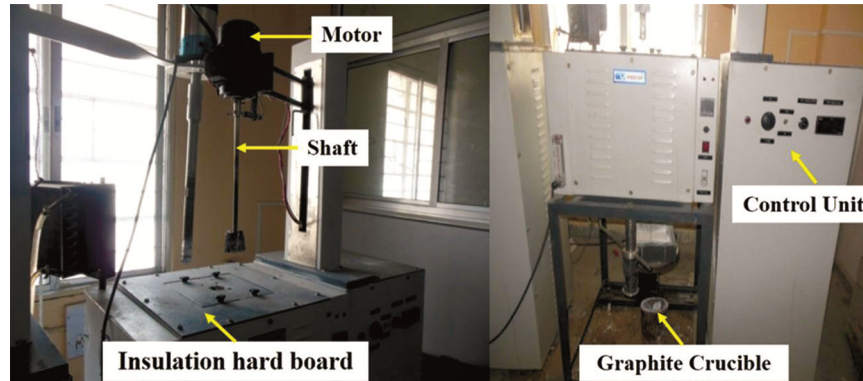 Motor
Shaft
Insulation hard board
Control Unit
Graphite Crucible